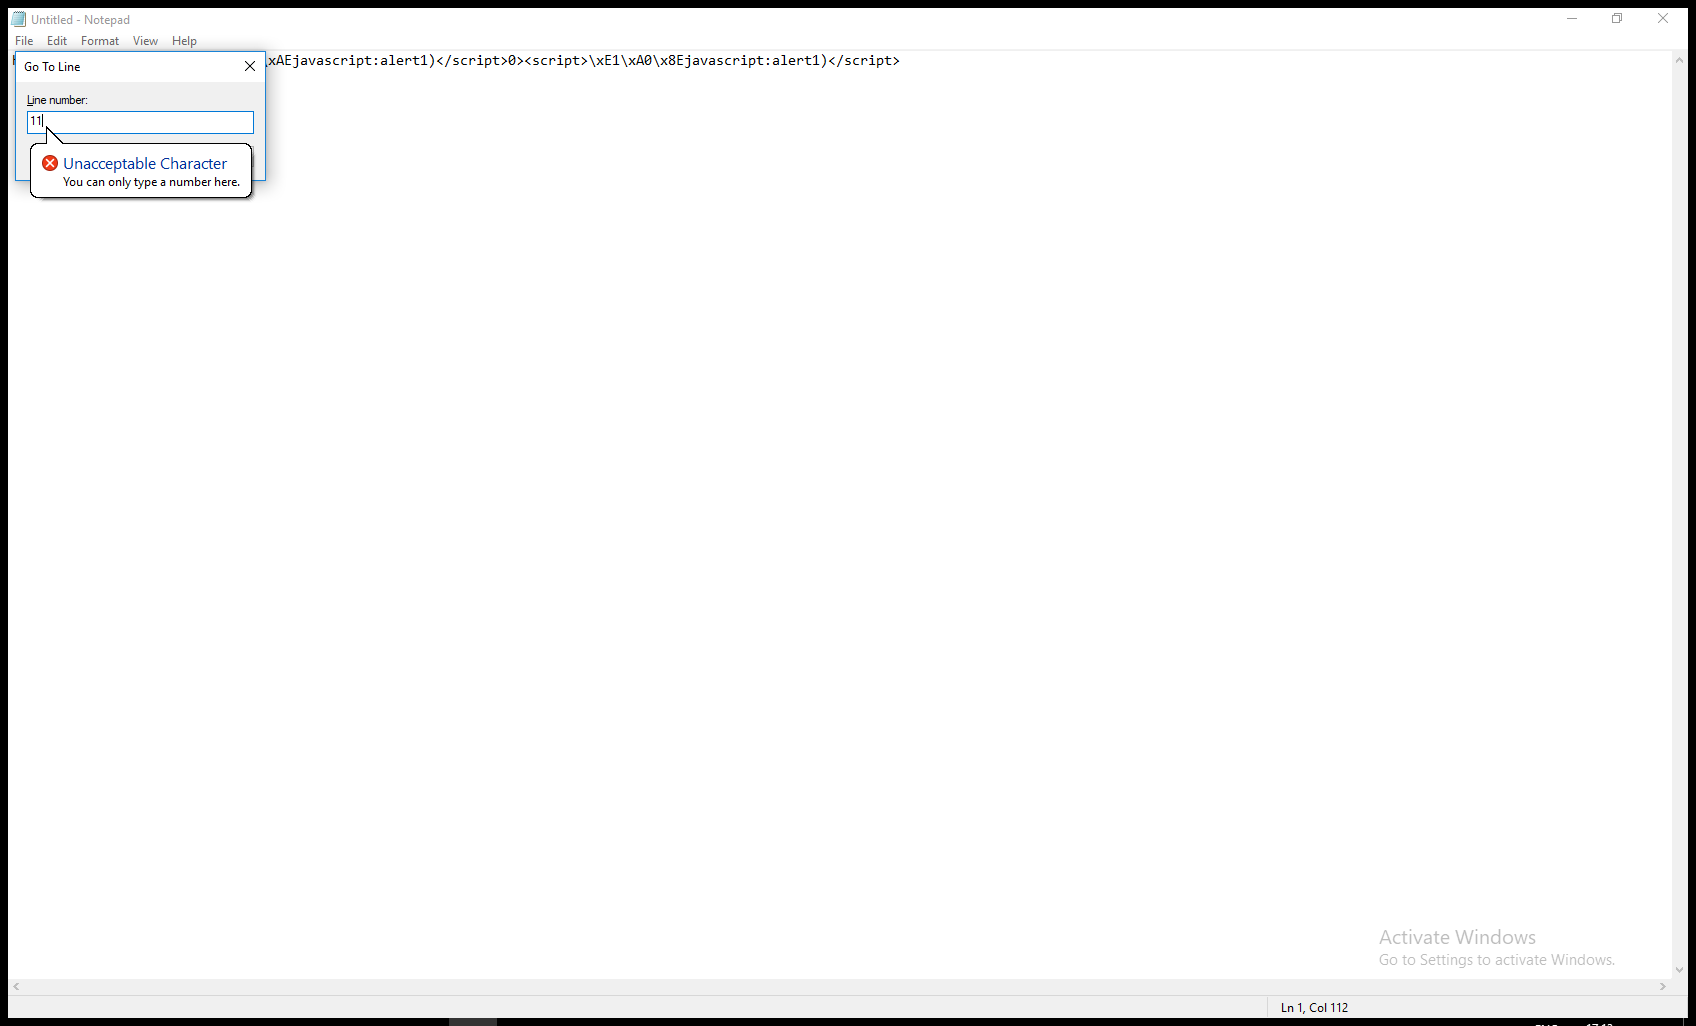 Untitled - Notepad
File Edit Format View Help
\xAEjavascript:alert1)</script>0><script>\xE1\xA0\x8Ejavascript:alert1)</script>
Go To Line
Line number:
11
Unacceptable Character
You can only type a number here.
Activate Windows
Go to Settings to activate Windows.
Ln 1, Col 112